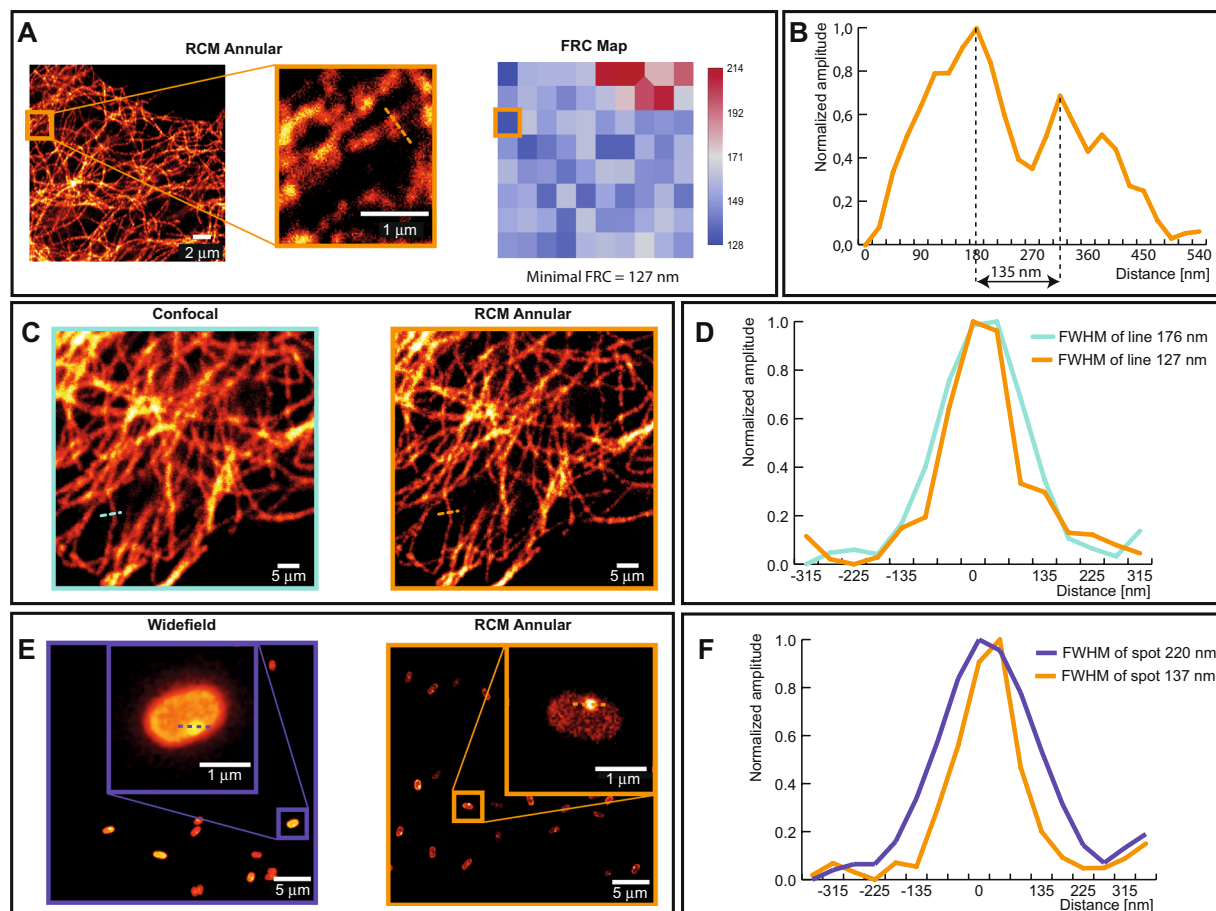 A
RCM Annular
FRC Map
2 µm
1 µm
214
192
171
149
128
Minimal FRC = 127 nm
B
Normalized amplitude
1,0
0,8
0,6
0,4
0,2
0,0
0 90 180 270 360 450 540
135 nm
Distance [nm]
C
Confocal
RCM Annular
5 µm
5 µm
D
Normalized amplitude
1.0
0.8
0.6
0.4
0.2
0.0
FWHM of line 176 nm
FWHM of line 127 nm
-315 -225 -135 0 135 225 315
Distance [nm]
E
Widefield
RCM Annular
1 µm
5 µm
1 µm
5 µm
F
Normalized amplitude
1.0
0.8
0.6
0.4
0.2
0.0
FWHM of spot 220 nm
FWHM of spot 137 nm
-315 -225 -135 0 135 225 315
Distance [nm]